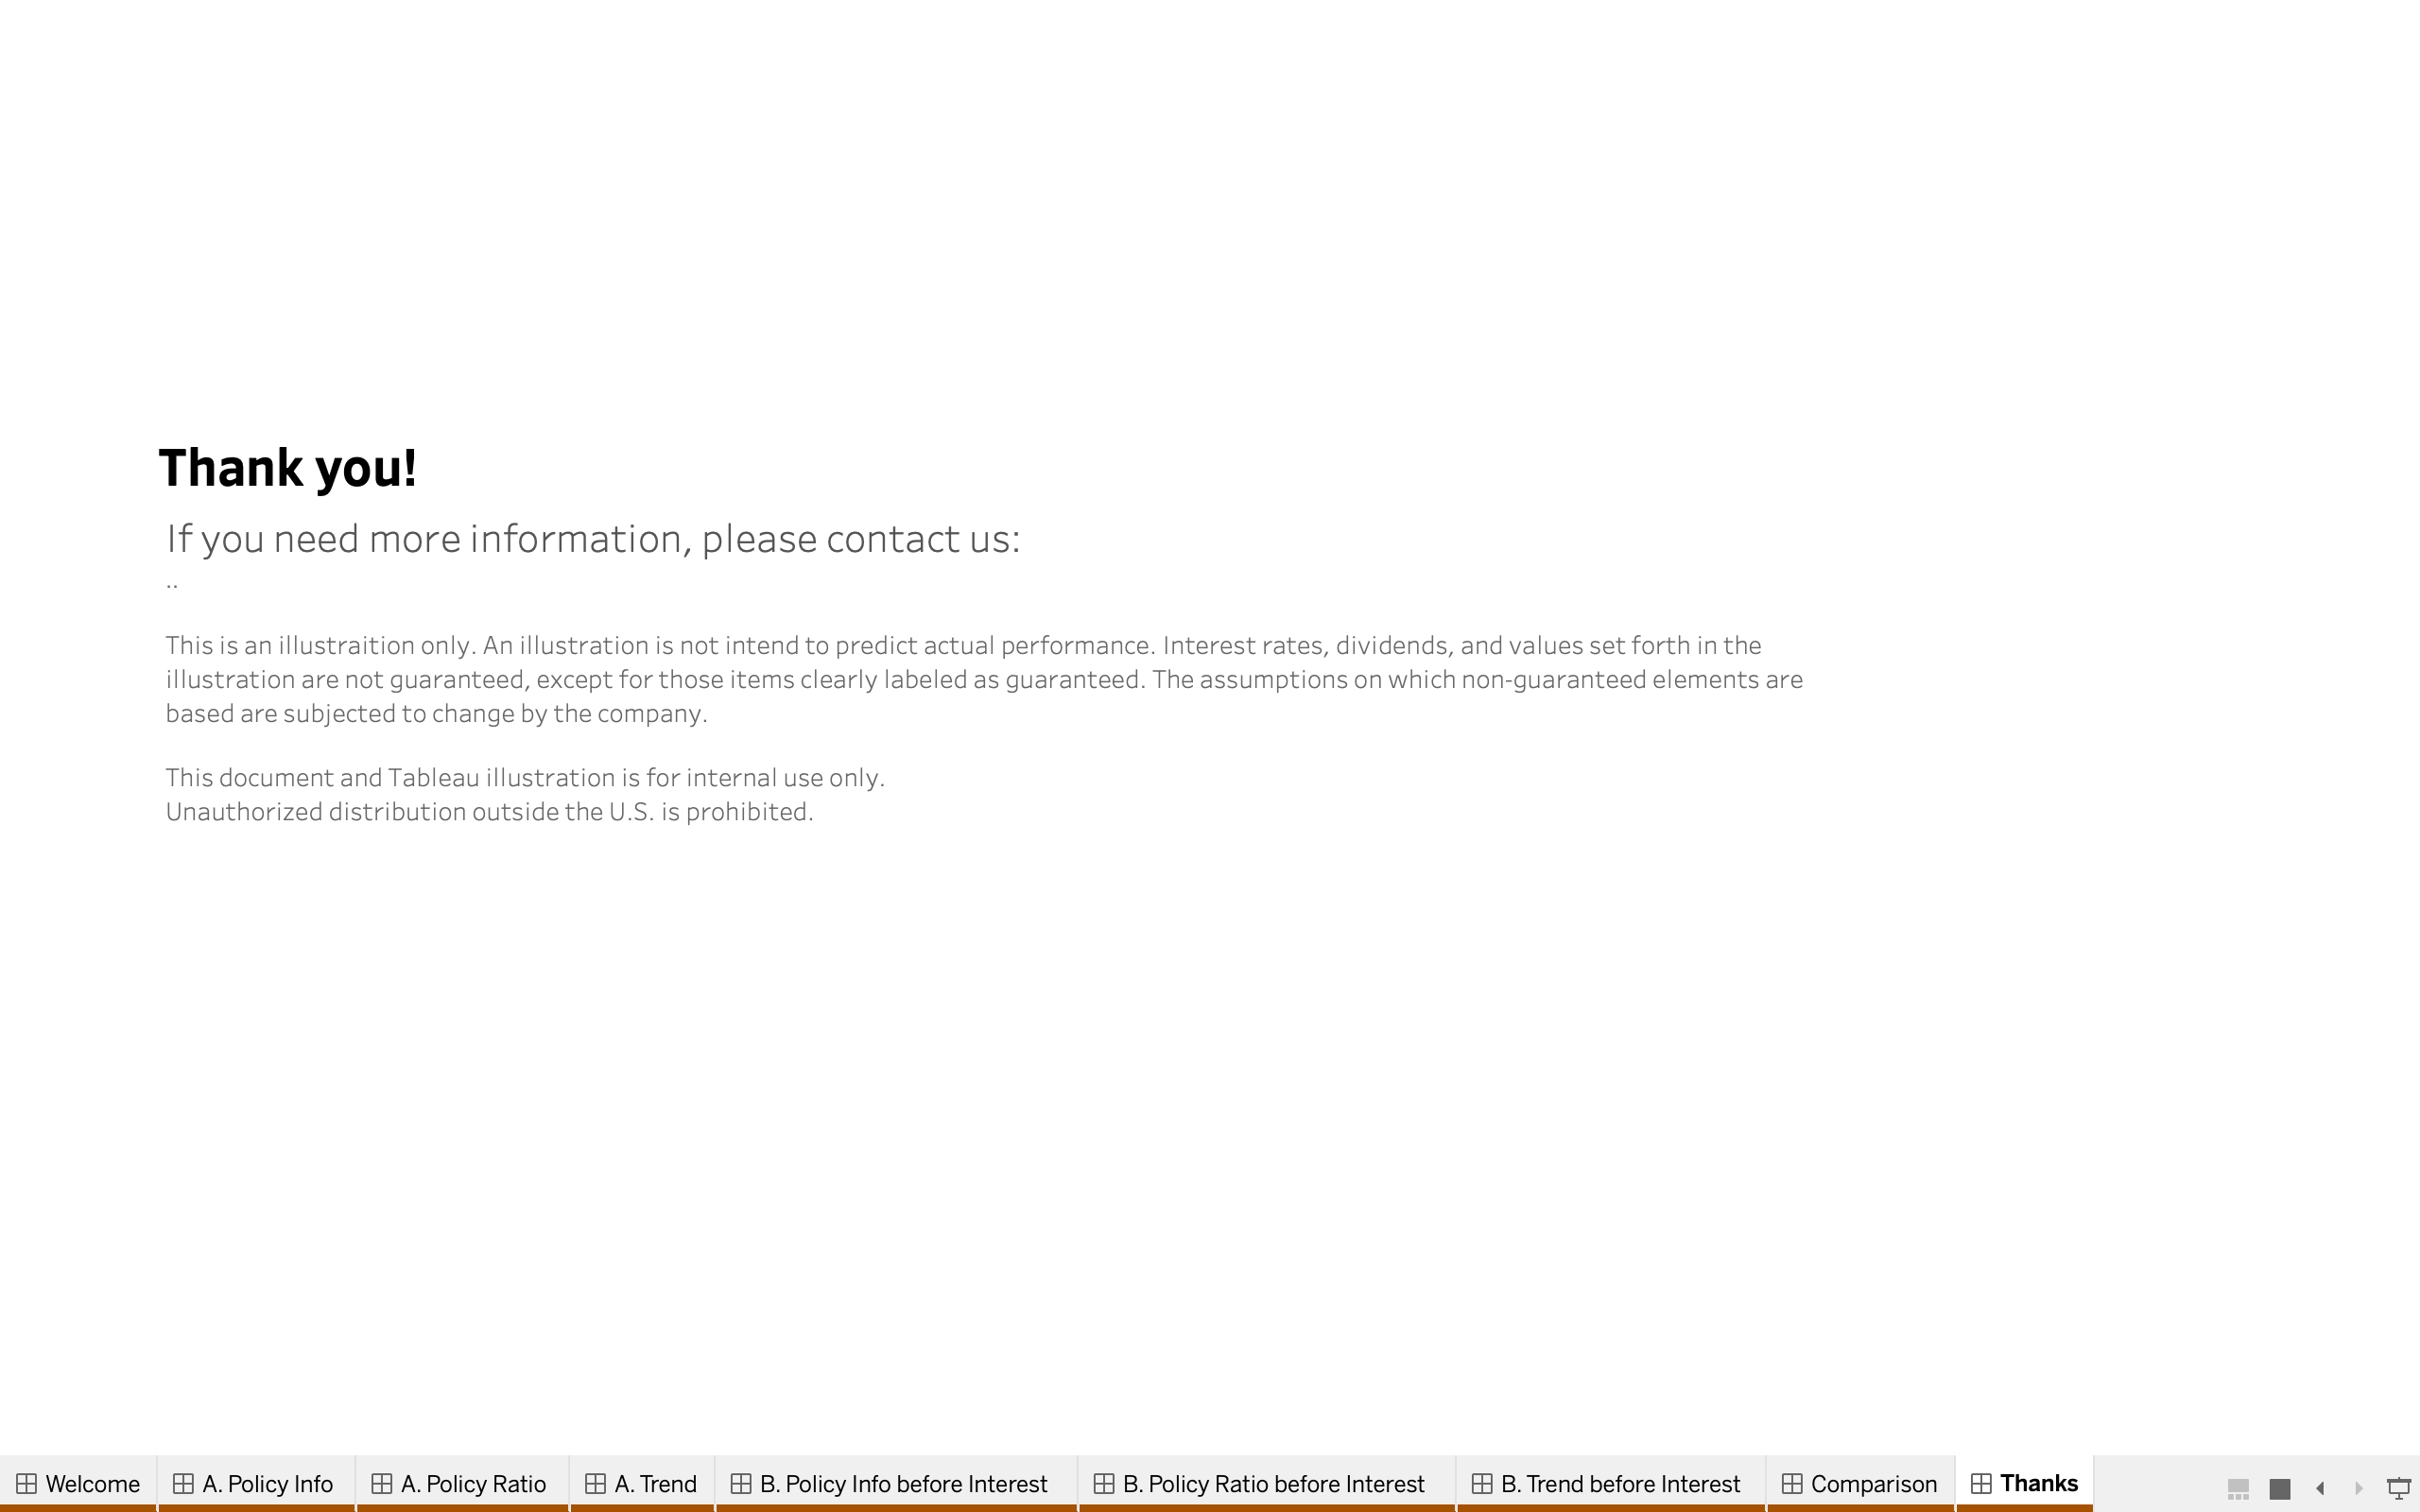 Thank you!
If you need more information, please contact us:
..
This is an illustraition only. An illustration is not intend to predict actual performance. Interest rates, dividends, and values set forth in the
illustration are not guaranteed, except for those items clearly labeled as guaranteed. The assumptions on which non-guaranteed elements are
based are subjected to change by the company.
This document and Tableau illustration is for internal use only.
Unauthorized distribution outside the U.S. is prohibited.
Welcome A. Policy Info A. Policy Ratio A. Trend B. Policy Info before Interest B. Policy Ratio before Interest B. Trend before Interest Comparison Thanks